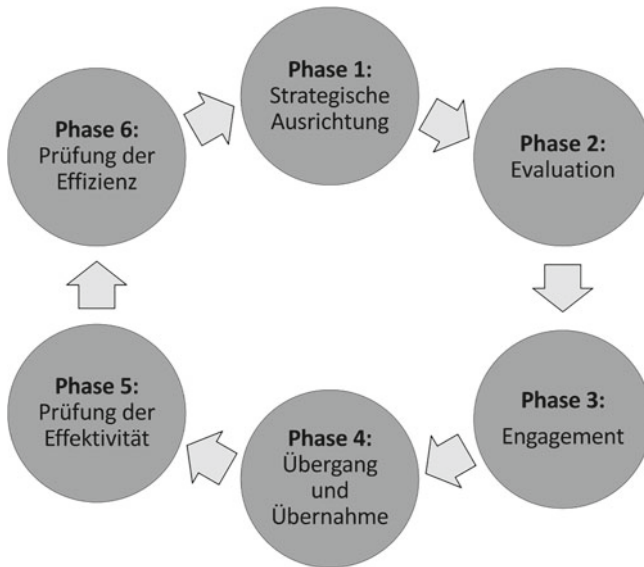 Phase 1:
Strategische
Ausrichtung
Phase 2:
Evaluation
Phase 3:
Engagement
Phase 4:
Übergang
und
Übernahme
Phase 5:
Prüfung der
Effektivität
Phase 6:
Prüfung der
Effizienz